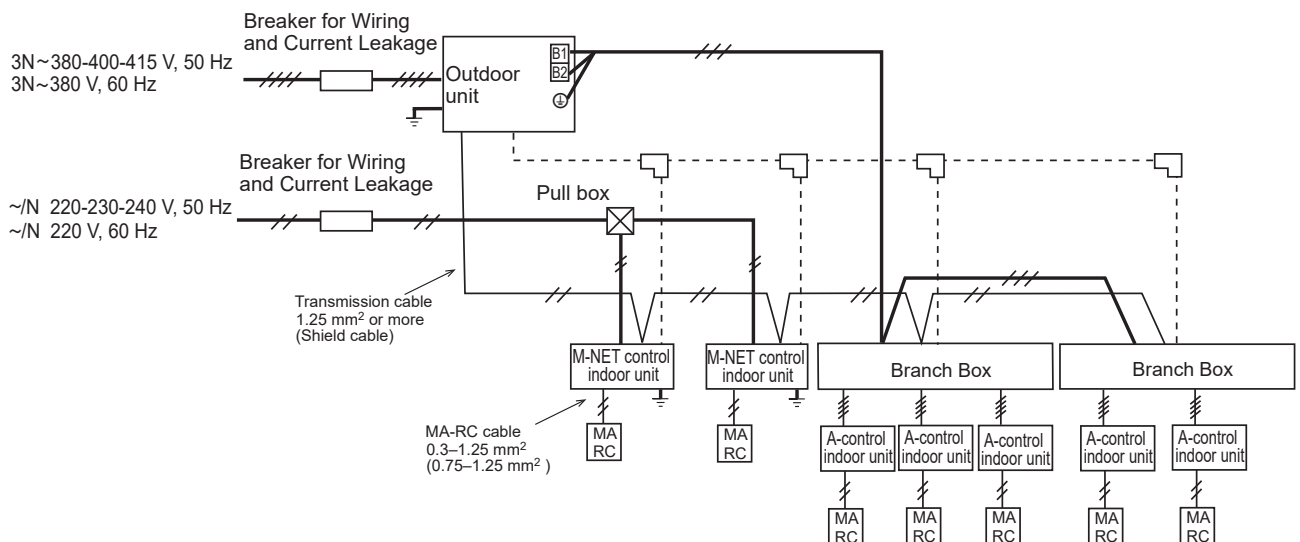 Breaker for Wiring
and Current Leakage
3N~380-400-415 V, 50 Hz
3N~380 V, 60 Hz
Outdoor
unit
B1
B2
Breaker for Wiring
and Current Leakage
~/N 220-230-240 V, 50 Hz
~/N 220 V, 60 Hz
Pull box
Transmission cable
1.25 mm² or more
(Shield cable)
M-NET control
indoor unit
M-NET control
indoor unit
Branch Box
Branch Box
MA-RC cable
0.3–1.25 mm²
(0.75–1.25 mm² )
MA
RC
MA
RC
A-control
indoor unit
A-control
indoor unit
A-control
indoor unit
A-control
indoor unit
A-control
indoor unit
MA
RC
MA
RC
MA
RC
MA
RC
MA
RC